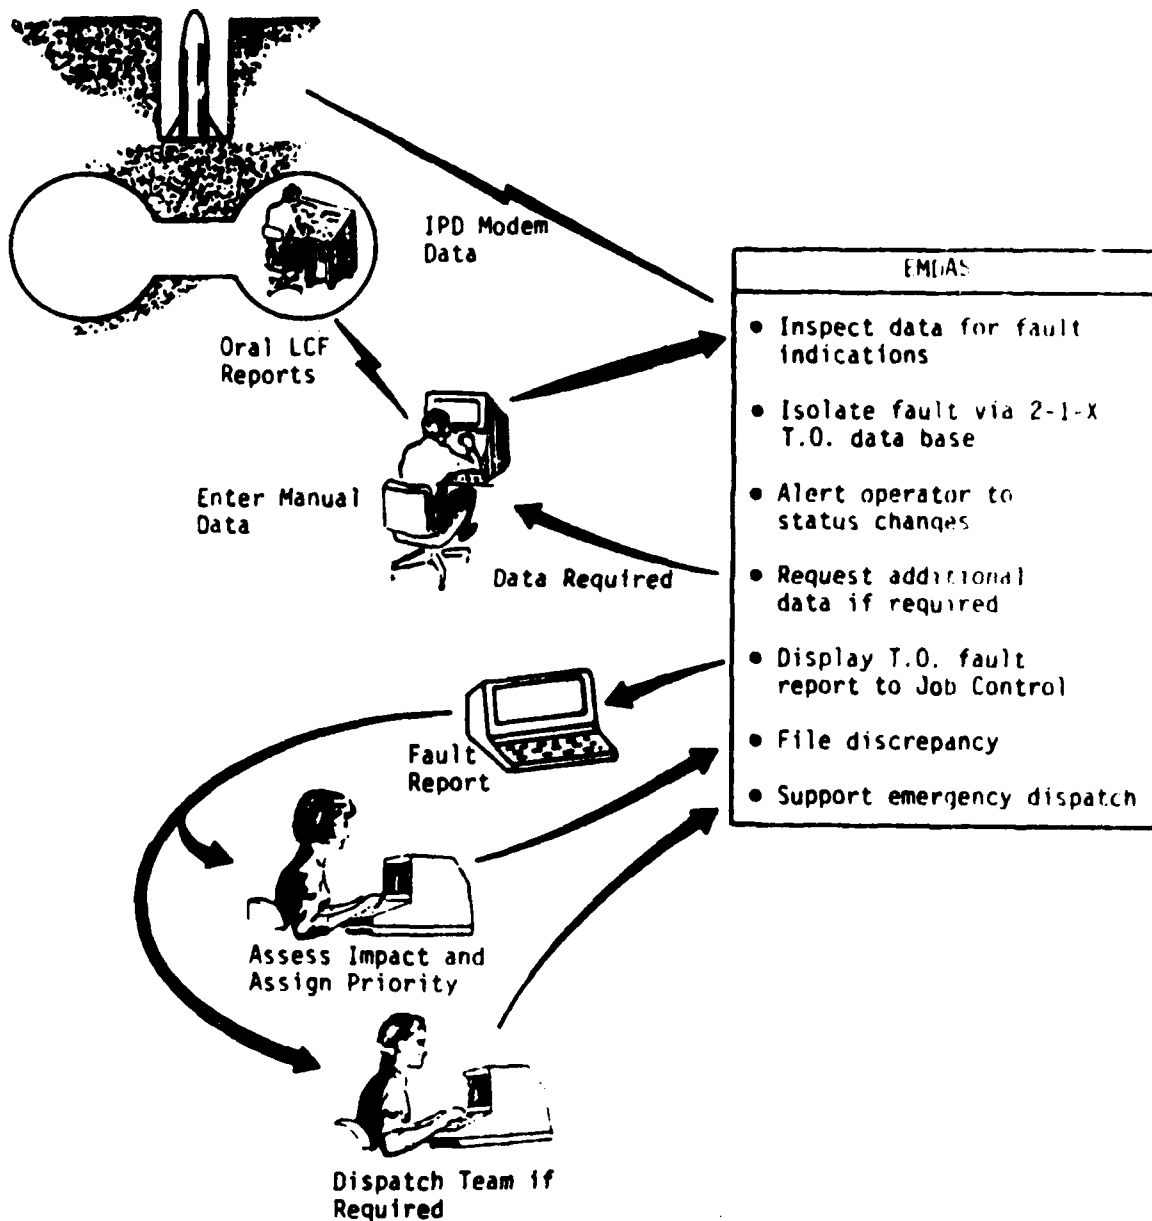 IPD Modem
Data
Oral LCF
Reports
Enter Manual
Data
Data Required
Fault
Report
Assess Impact and
Assign Priority
Dispatch Team if
Required
EMDAS
• Inspect data for fault
indications
• Isolate fault via 2-1-X
T.O. data base
• Alert operator to
status changes
• Request additional
data if required
• Display T.O. fault
report to Job Control
• File discrepancy
• Support emergency dispatch